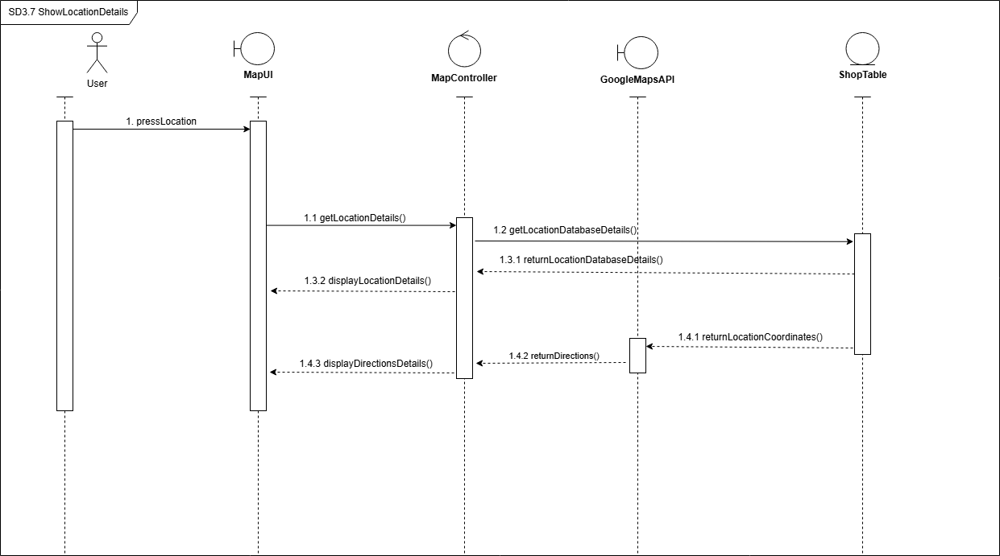 SD3.7 ShowLocationDetails
User
MapUI
MapController
GoogleMapsAPI
ShopTable
1. pressLocation
1.1 getLocationDetails()
1.2 getLocationDatabaseDetails()
1.3.1 returnLocationDatabaseDetails()
1.3.2 displayLocationDetails()
1.4.1 returnLocationCoordinates()
1.4.2 returnDirections()
1.4.3 displayDirectionsDetails()